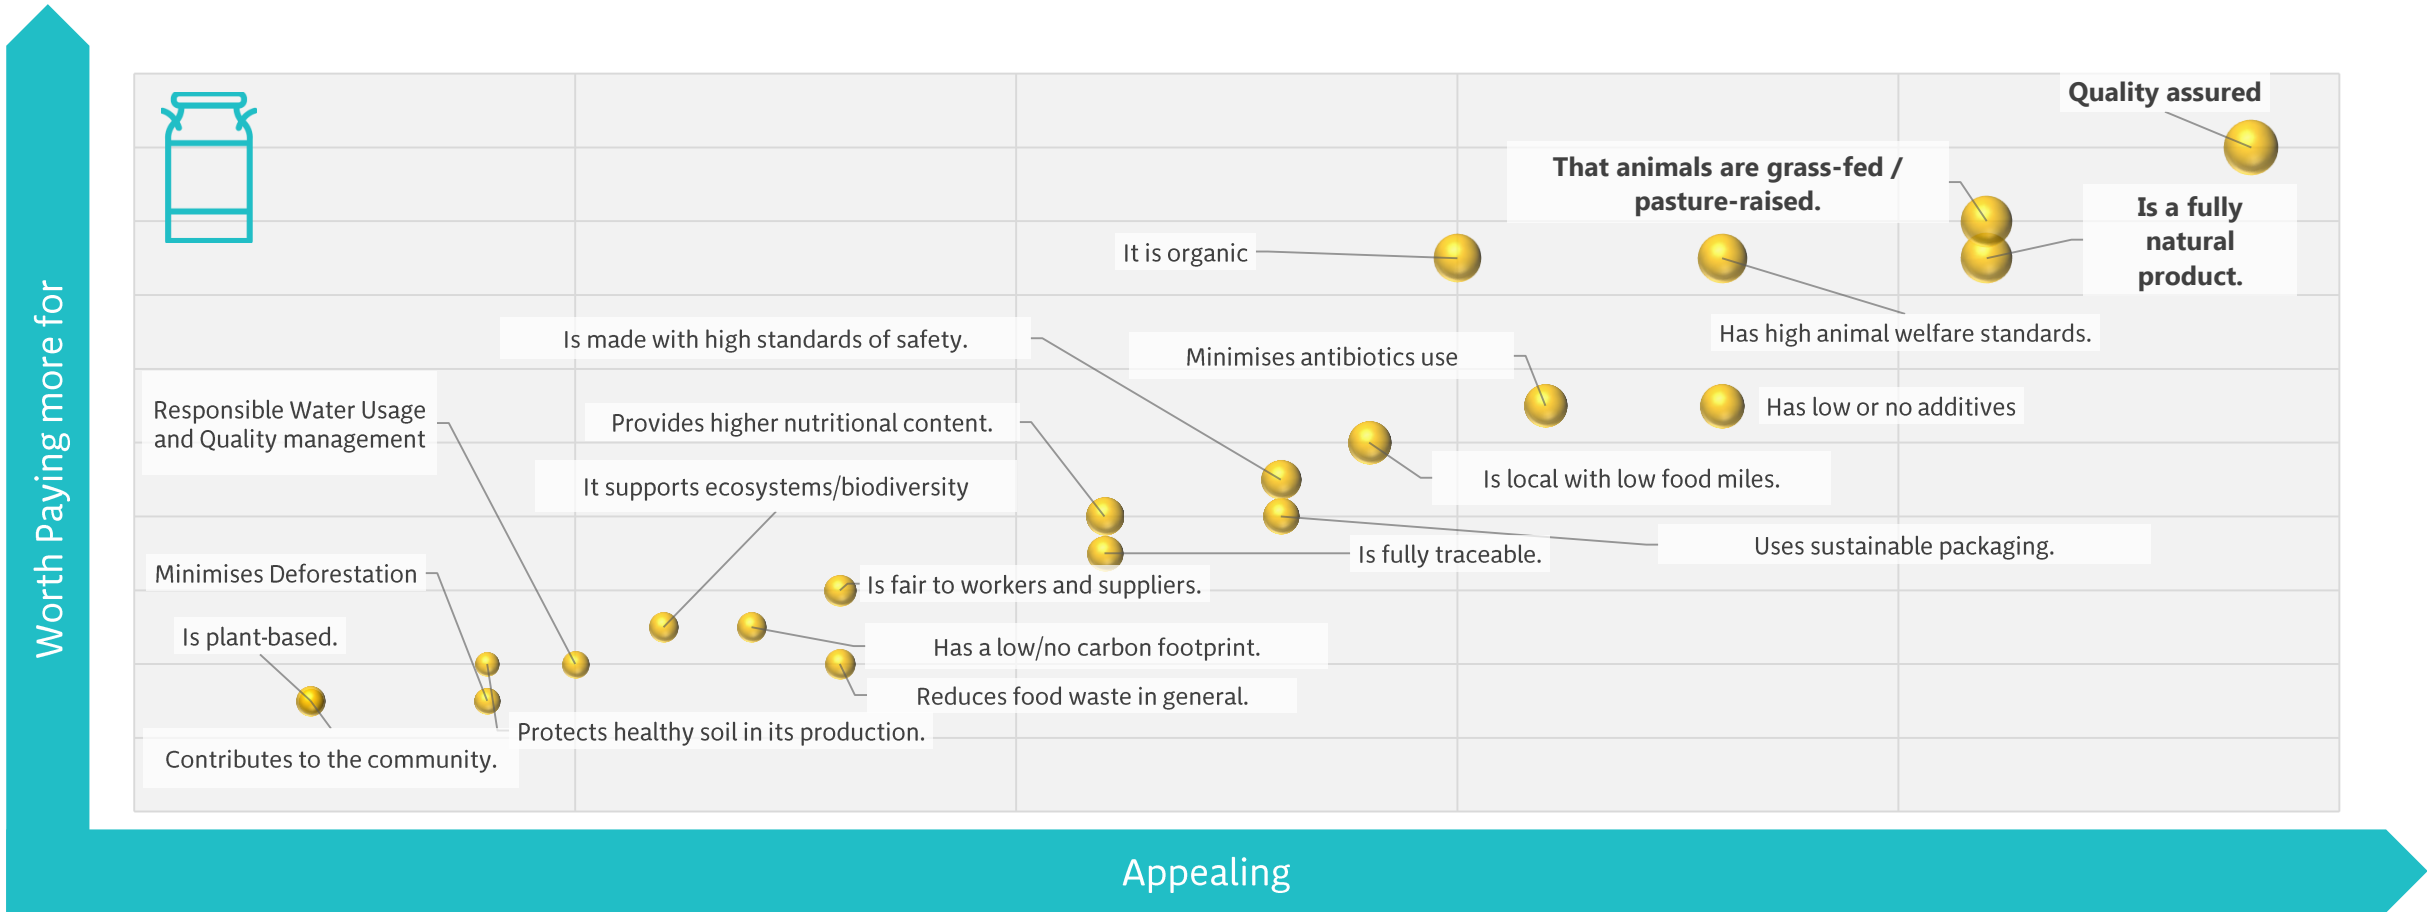 Quality assured
That animals are grass-fed /
pasture-raised.
Is a fully
natural
product.
It is organic
Has high animal welfare standards.
Is made with high standards of safety.
Minimises antibiotics use
Responsible Water Usage
and Quality management
Provides higher nutritional content.
Has low or no additives
It supports ecosystems/biodiversity
Is local with low food miles.
Uses sustainable packaging.
Is fully traceable.
Minimises Deforestation
Is fair to workers and suppliers.
Is plant-based.
Has a low/no carbon footprint.
Reduces food waste in general.
Protects healthy soil in its production.
Contributes to the community.
Worth Paying more for
Appealing